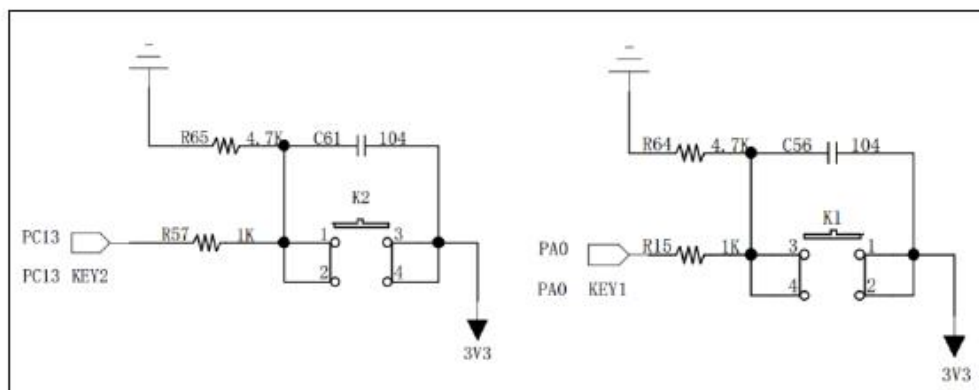 R65 4.7K C61 104
K2
PC13 R57 1K 1 3
PC13 KEY2 2 4
3V3
R64 4.7K C56 104
K1
PA0 R15 1K 3 1
PA0 KEY1 4 2
3V3